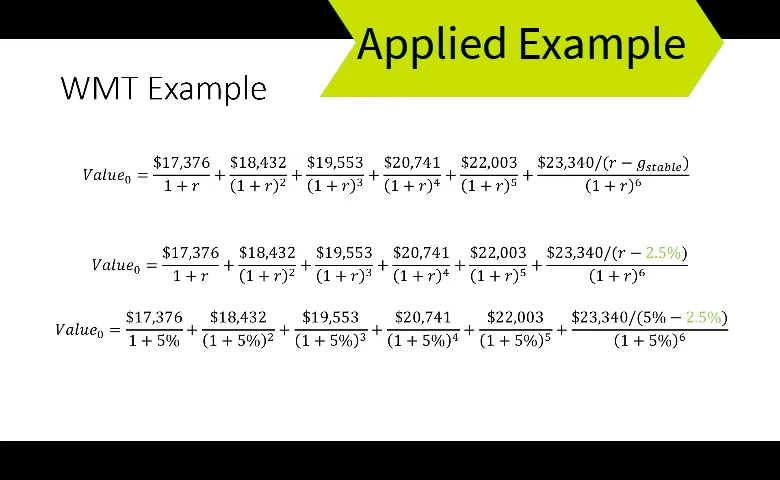 Applied Example
WMT Example
Value₀ = $17,376/(1 + r) + $18,432/(1 + r)² + $19,553/(1 + r)³ + $20,741/(1 + r)⁴ + $22,003/(1 + r)⁵ + $23,340/(r − g_stable)/(1 + r)⁶
Value₀ = $17,376/(1 + r) + $18,432/(1 + r)² + $19,553/(1 + r)³ + $20,741/(1 + r)⁴ + $22,003/(1 + r)⁵ + $23,340/(r − 2.5%)/(1 + r)⁶
Value₀ = $17,376/(1 + 5%) + $18,432/(1 + 5%)² + $19,553/(1 + 5%)³ + $20,741/(1 + 5%)⁴ + $22,003/(1 + 5%)⁵ + $23,340/(5% − 2.5%)/(1 + 5%)⁶